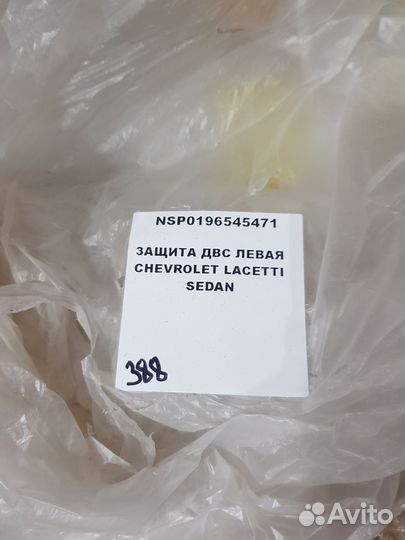 NSP0196545471
ЗАЩИТА ДВС ЛЕВАЯ
CHEVROLET LACETTI
SEDAN
388
Avito